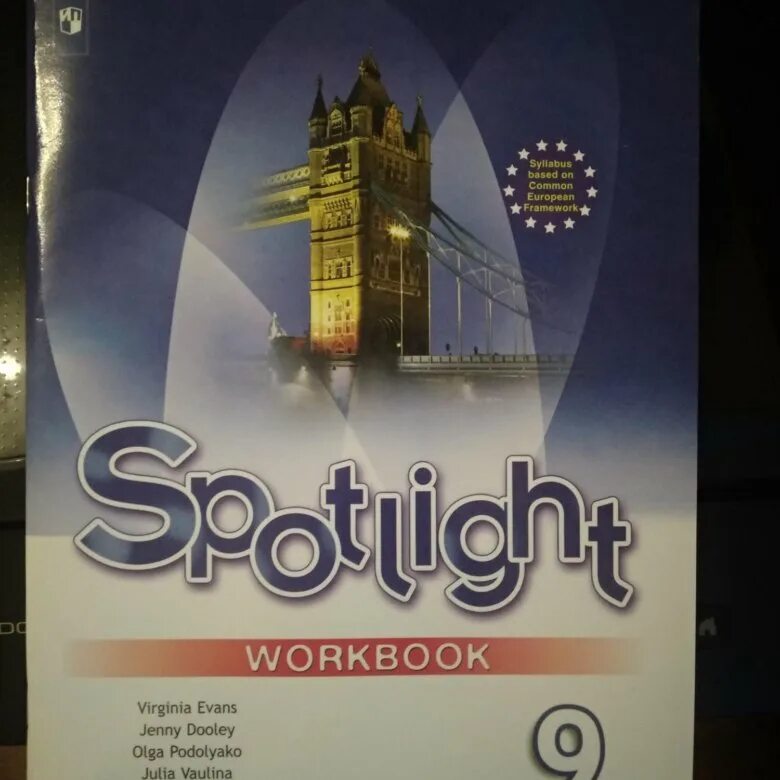 Syllabus
based on
Common
European
Framework
Spotlight
WORKBOOK
Virginia Evans
Jenny Dooley
Olga Podolyako
Julia Vaulina
9